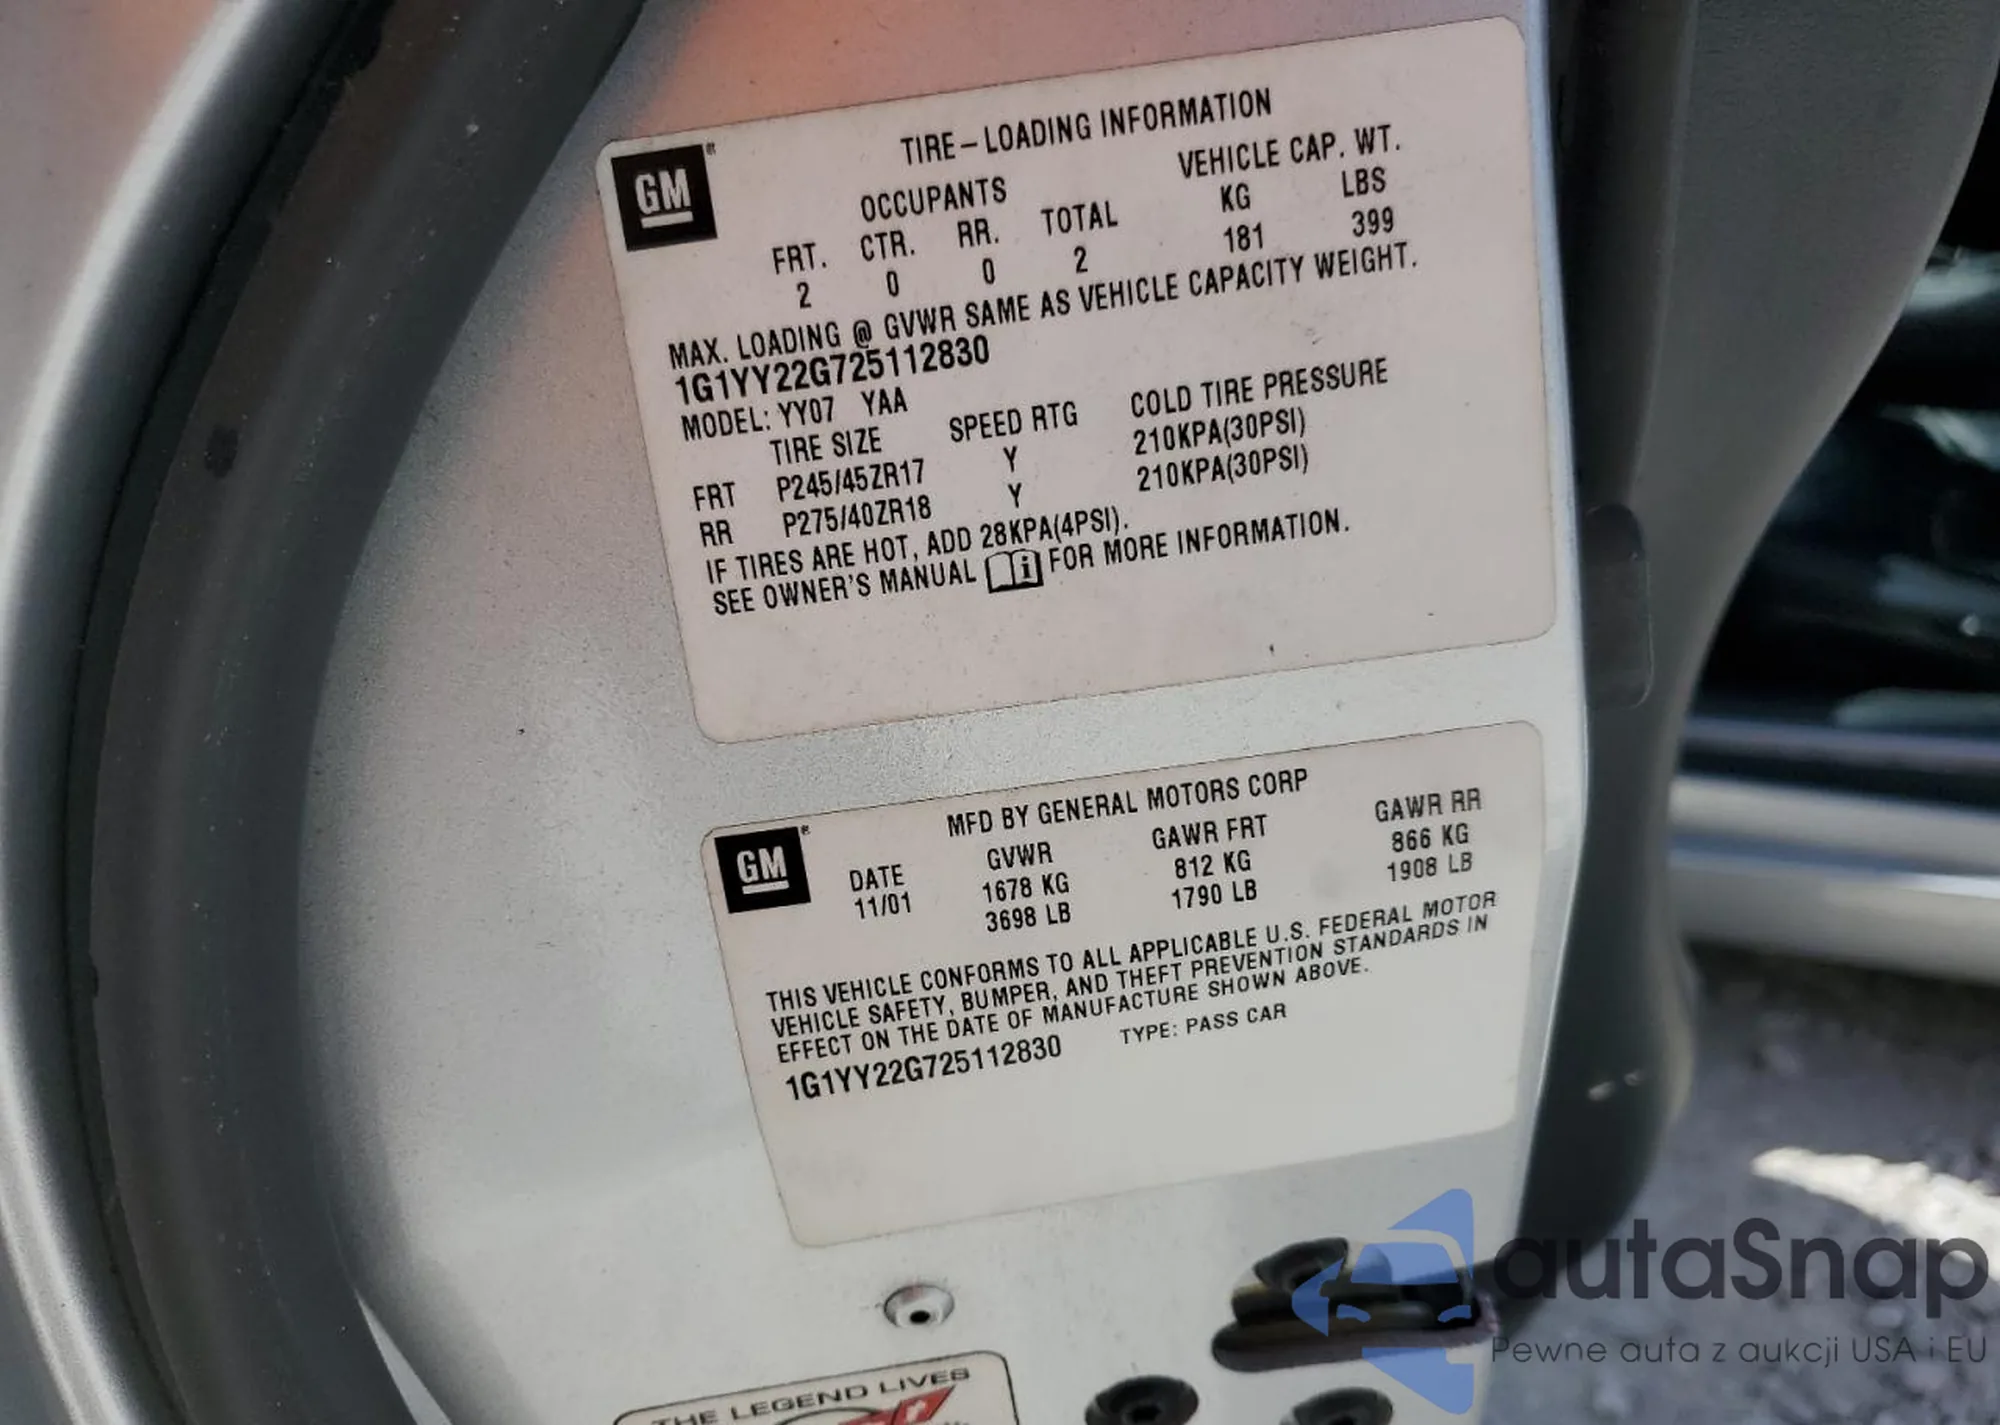 GM®
TIRE – LOADING INFORMATION
OCCUPANTS VEHICLE CAP. WT.
FRT. CTR. RR. TOTAL KG LBS
2 0 0 2 181 399
MAX. LOADING @ GVWR SAME AS VEHICLE CAPACITY WEIGHT.
1G1YY22G725112830
MODEL: YY07 YAA
TIRE SIZE SPEED RTG COLD TIRE PRESSURE
FRT P245/45ZR17 Y 210KPA(30PSI)
RR P275/40ZR18 Y 210KPA(30PSI)
IF TIRES ARE HOT, ADD 28KPA(4PSI).
SEE OWNER'S MANUAL i FOR MORE INFORMATION.
GM®
MFD BY GENERAL MOTORS CORP
DATE GVWR GAWR FRT GAWR RR
11/01 1678 KG 812 KG 866 KG
3698 LB 1790 LB 1908 LB
THIS VEHICLE CONFORMS TO ALL APPLICABLE U.S. FEDERAL MOTOR
VEHICLE SAFETY, BUMPER, AND THEFT PREVENTION STANDARDS IN
EFFECT ON THE DATE OF MANUFACTURE SHOWN ABOVE.
1G1YY22G725112830 TYPE: PASS CAR
THE LEGEND LIVES
autaSnap
Pewne auta z aukcji USA i EU